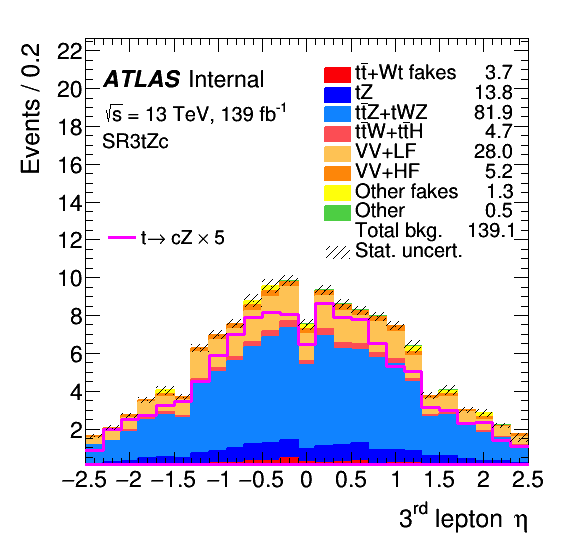 Events / 0.2
22
20
18
16
14
12
10
8
6
4
2
ATLAS Internal
√s = 13 TeV, 139 fb⁻¹
SR3tZc
t→ cZ × 5
tt̄+Wt fakes 3.7
tZ 13.8
tt̄Z+tWZ 81.9
tt̄W+tt̄H 4.7
VV+LF 28.0
VV+HF 5.2
Other fakes 1.3
Other 0.5
Total bkg. 139.1
Stat. uncert.
−2.5 −2 −1.5 −1 −0.5 0 0.5 1 1.5 2 2.5
3ʳᵈ lepton η